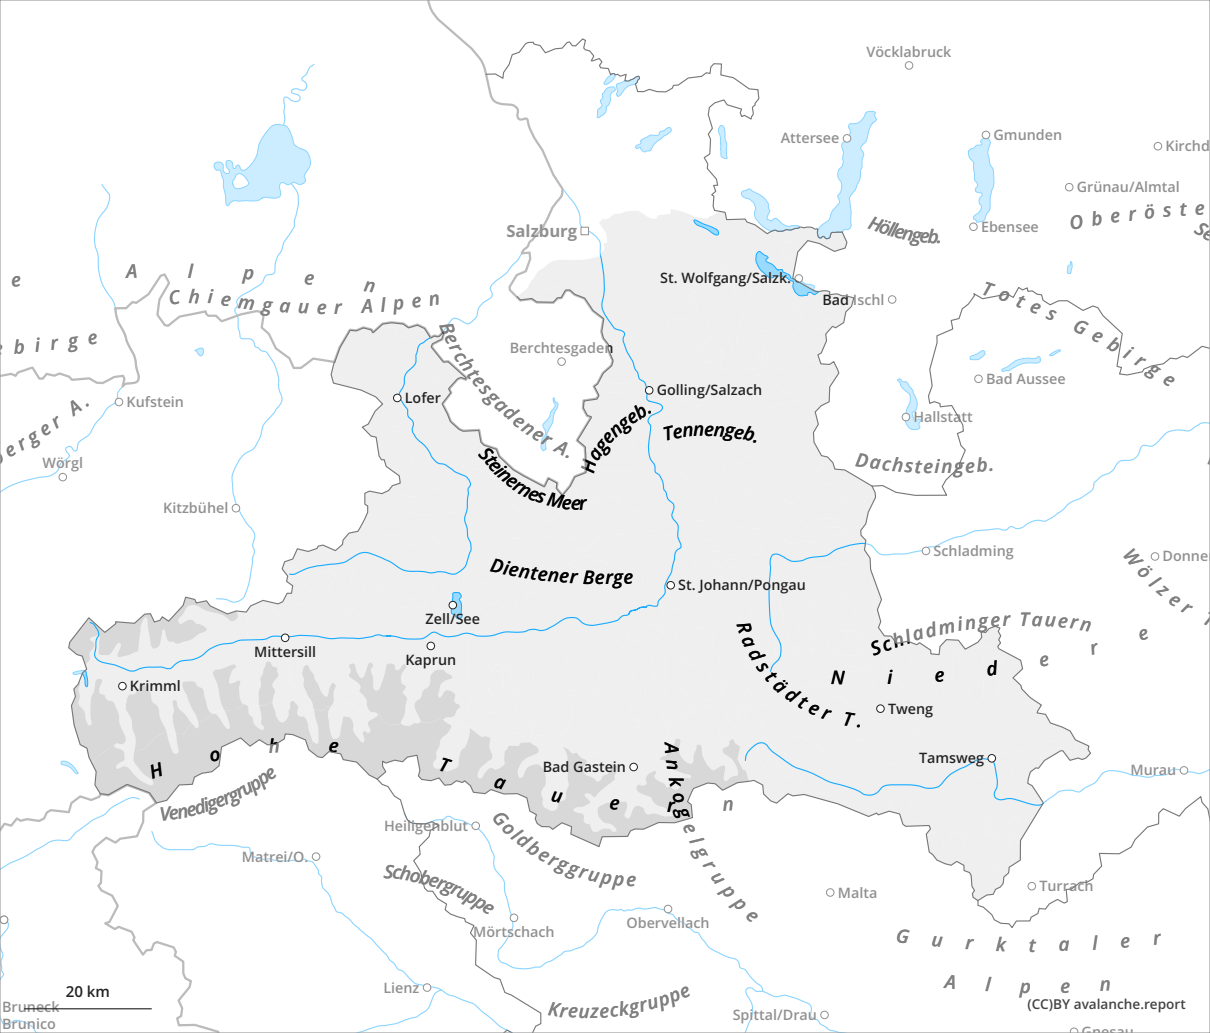 Vöcklabruck
Attersee
Gmunden
Kirchd
Grünau/Almtal
Oberöste
Höllengeb.
Ebensee
Se
Salzburg
e
Alpen
Chiemgauer Alpen
St. Wolfgang/Salzk.
Bad Ischl
Totes Gebirge
ebirge
Berchtesgadener A.
Berchtesgaden
Bad Aussee
Golling/Salzach
Lofer
Kufstein
berger A.
Hallstatt
Hagengeb.
Tennengeb.
Wörgl
Steinernes Meer
Dachsteingeb.
Kitzbühel
Schladming
Donne
Wölzer T
Dientener Berge
St. Johann/Pongau
Zell/See
Mittersill
Kaprun
Radstädter T.
Schladminger Tauern
Niedere
Krimml
Tweng
Hohe Tauern
Bad Gastein
Ankogelgruppe
Tamsweg
Murau
Venedigergruppe
Heiligenblut
Goldberggruppe
Matrei/O.
Schobergruppe
Malta
Turrach
Mörtschach
Obervellach
Gurktaler
Alpen
Lienz
20 km
Kreuzeckgruppe
Bruneck
Brunico
Spittal/Drau
(CC)BY avalanche.report
Gnesau